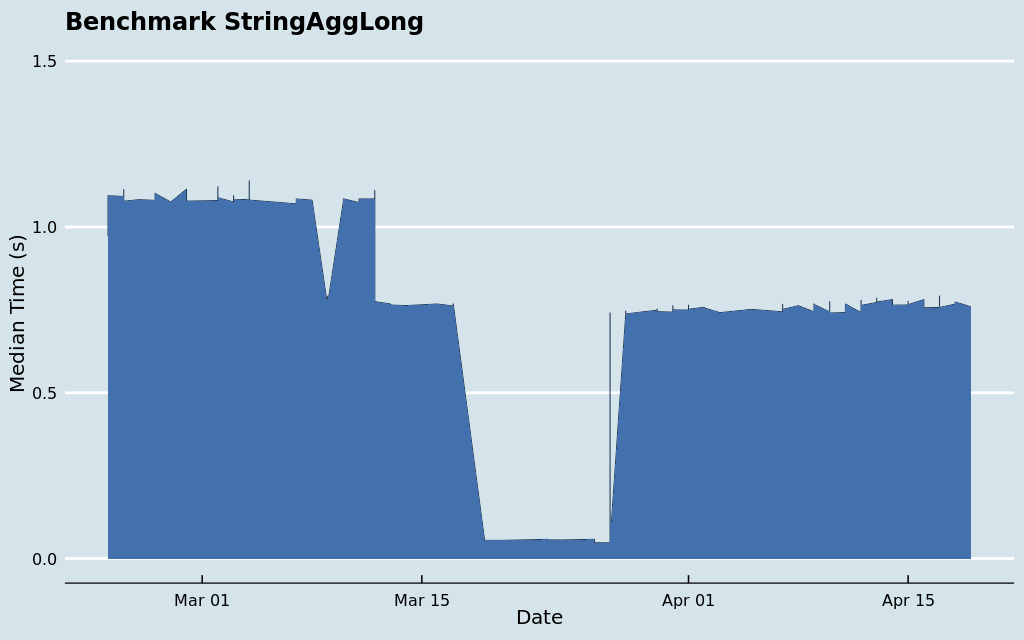 Benchmark StringAggLong
1.5
1.0
0.5
0.0
Median Time (s)
Mar 01
Mar 15
Apr 01
Apr 15
Date